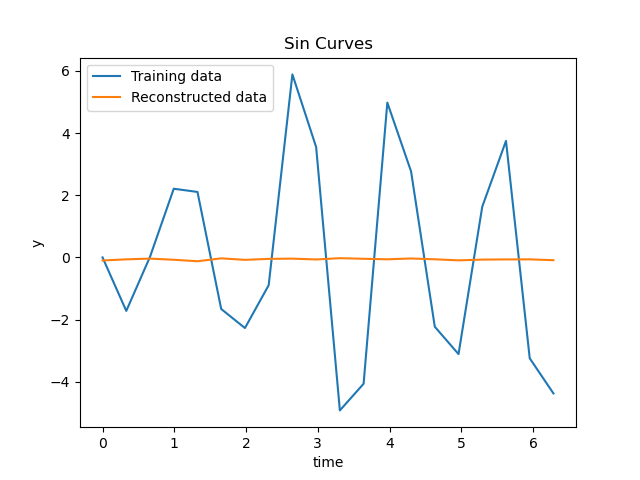 Sin Curves
Training data
Reconstructed data
6
4
2
0
−2
−4
y
0 1 2 3 4 5 6
time